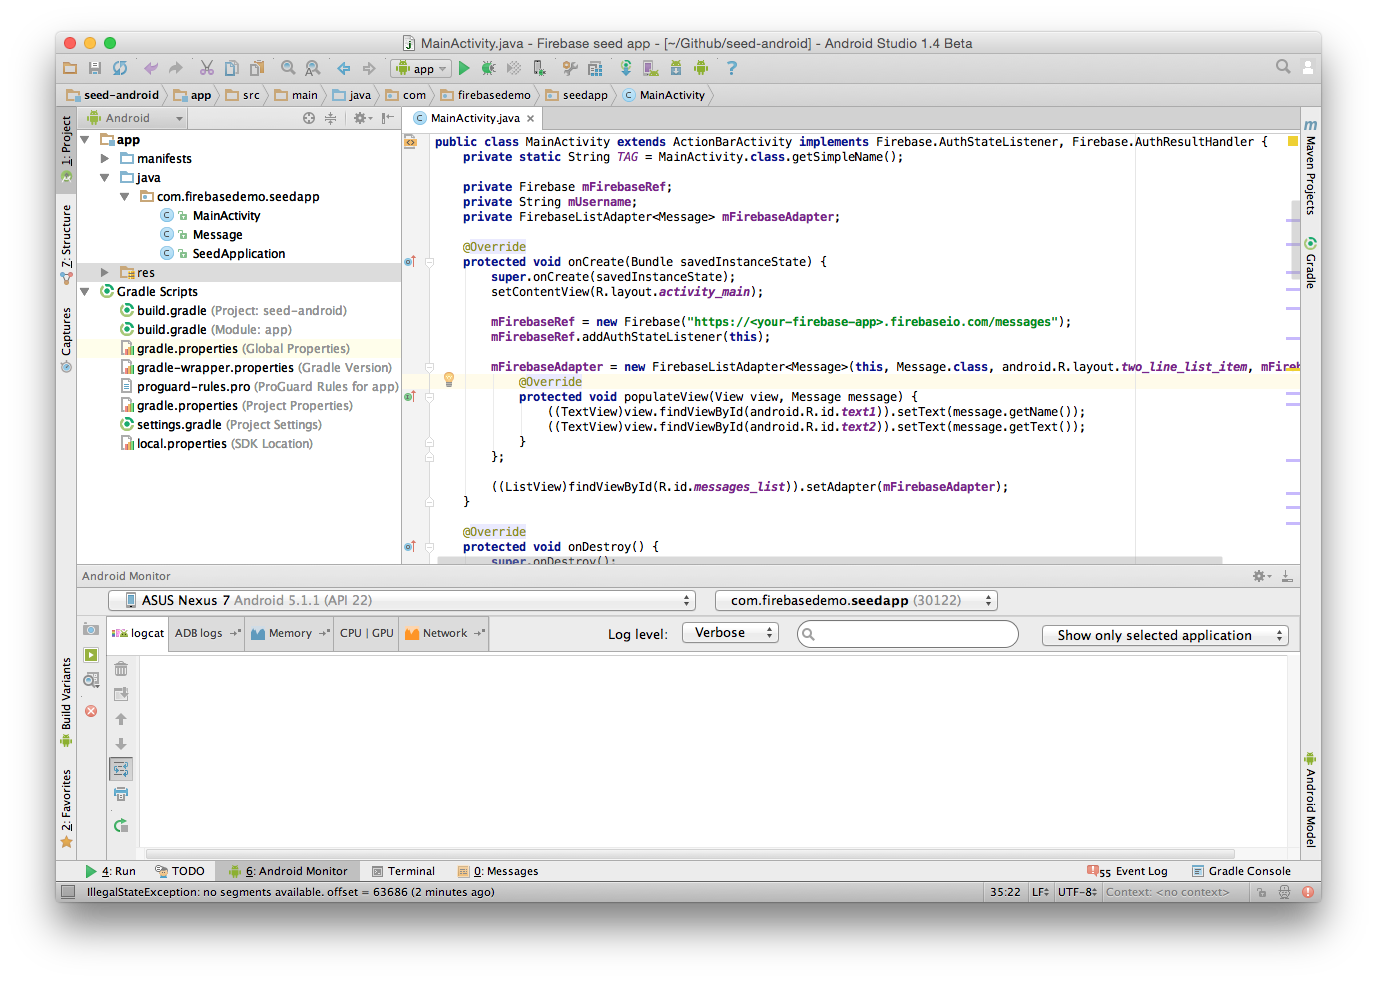 MainActivity.java - Firebase seed app - [~/Github/seed-android] - Android Studio 1.4 Beta
app
seed-android
app
src
main
java
com
firebasedemo
seedapp
MainActivity
1: Project
Z: Structure
Captures
Build Variants
2: Favorites
Android
app
manifests
java
com.firebasedemo.seedapp
MainActivity
Message
SeedApplication
res
Gradle Scripts
build.gradle (Project: seed-android)
build.gradle (Module: app)
gradle.properties (Global Properties)
gradle-wrapper.properties (Gradle Version)
proguard-rules.pro (ProGuard Rules for app)
gradle.properties (Project Properties)
settings.gradle (Project Settings)
local.properties (SDK Location)
MainActivity.java
public class MainActivity extends ActionBarActivity implements Firebase.AuthStateListener, Firebase.AuthResultHandler {
private static String TAG = MainActivity.class.getSimpleName();
private Firebase mFirebaseRef;
private String mUsername;
private FirebaseListAdapter<Message> mFirebaseAdapter;
@Override
protected void onCreate(Bundle savedInstanceState) {
super.onCreate(savedInstanceState);
setContentView(R.layout.activity_main);
mFirebaseRef = new Firebase("https://<your-firebase-app>.firebaseio.com/messages");
mFirebaseRef.addAuthStateListener(this);
mFirebaseAdapter = new FirebaseListAdapter<Message>(this, Message.class, android.R.layout.two_line_list_item, mFireb
@Override
protected void populateView(View view, Message message) {
((TextView)view.findViewById(android.R.id.text1)).setText(message.getName());
((TextView)view.findViewById(android.R.id.text2)).setText(message.getText());
}
};
((ListView)findViewById(R.id.messages_list)).setAdapter(mFirebaseAdapter);
}
@Override
protected void onDestroy() {
super.onDestroy();
m
Maven Projects
Gradle
Android Model
Android Monitor
ASUS Nexus 7 Android 5.1.1 (API 22)
com.firebasedemo.seedapp (30122)
logcat
ADB logs
Memory
CPU | GPU
Network
Log level:
Verbose
Show only selected application
4: Run
TODO
6: Android Monitor
Terminal
0: Messages
55 Event Log
Gradle Console
IllegalStateException: no segments available. offset = 63686 (2 minutes ago)
35:22
LF
UTF-8
Context: <no context>